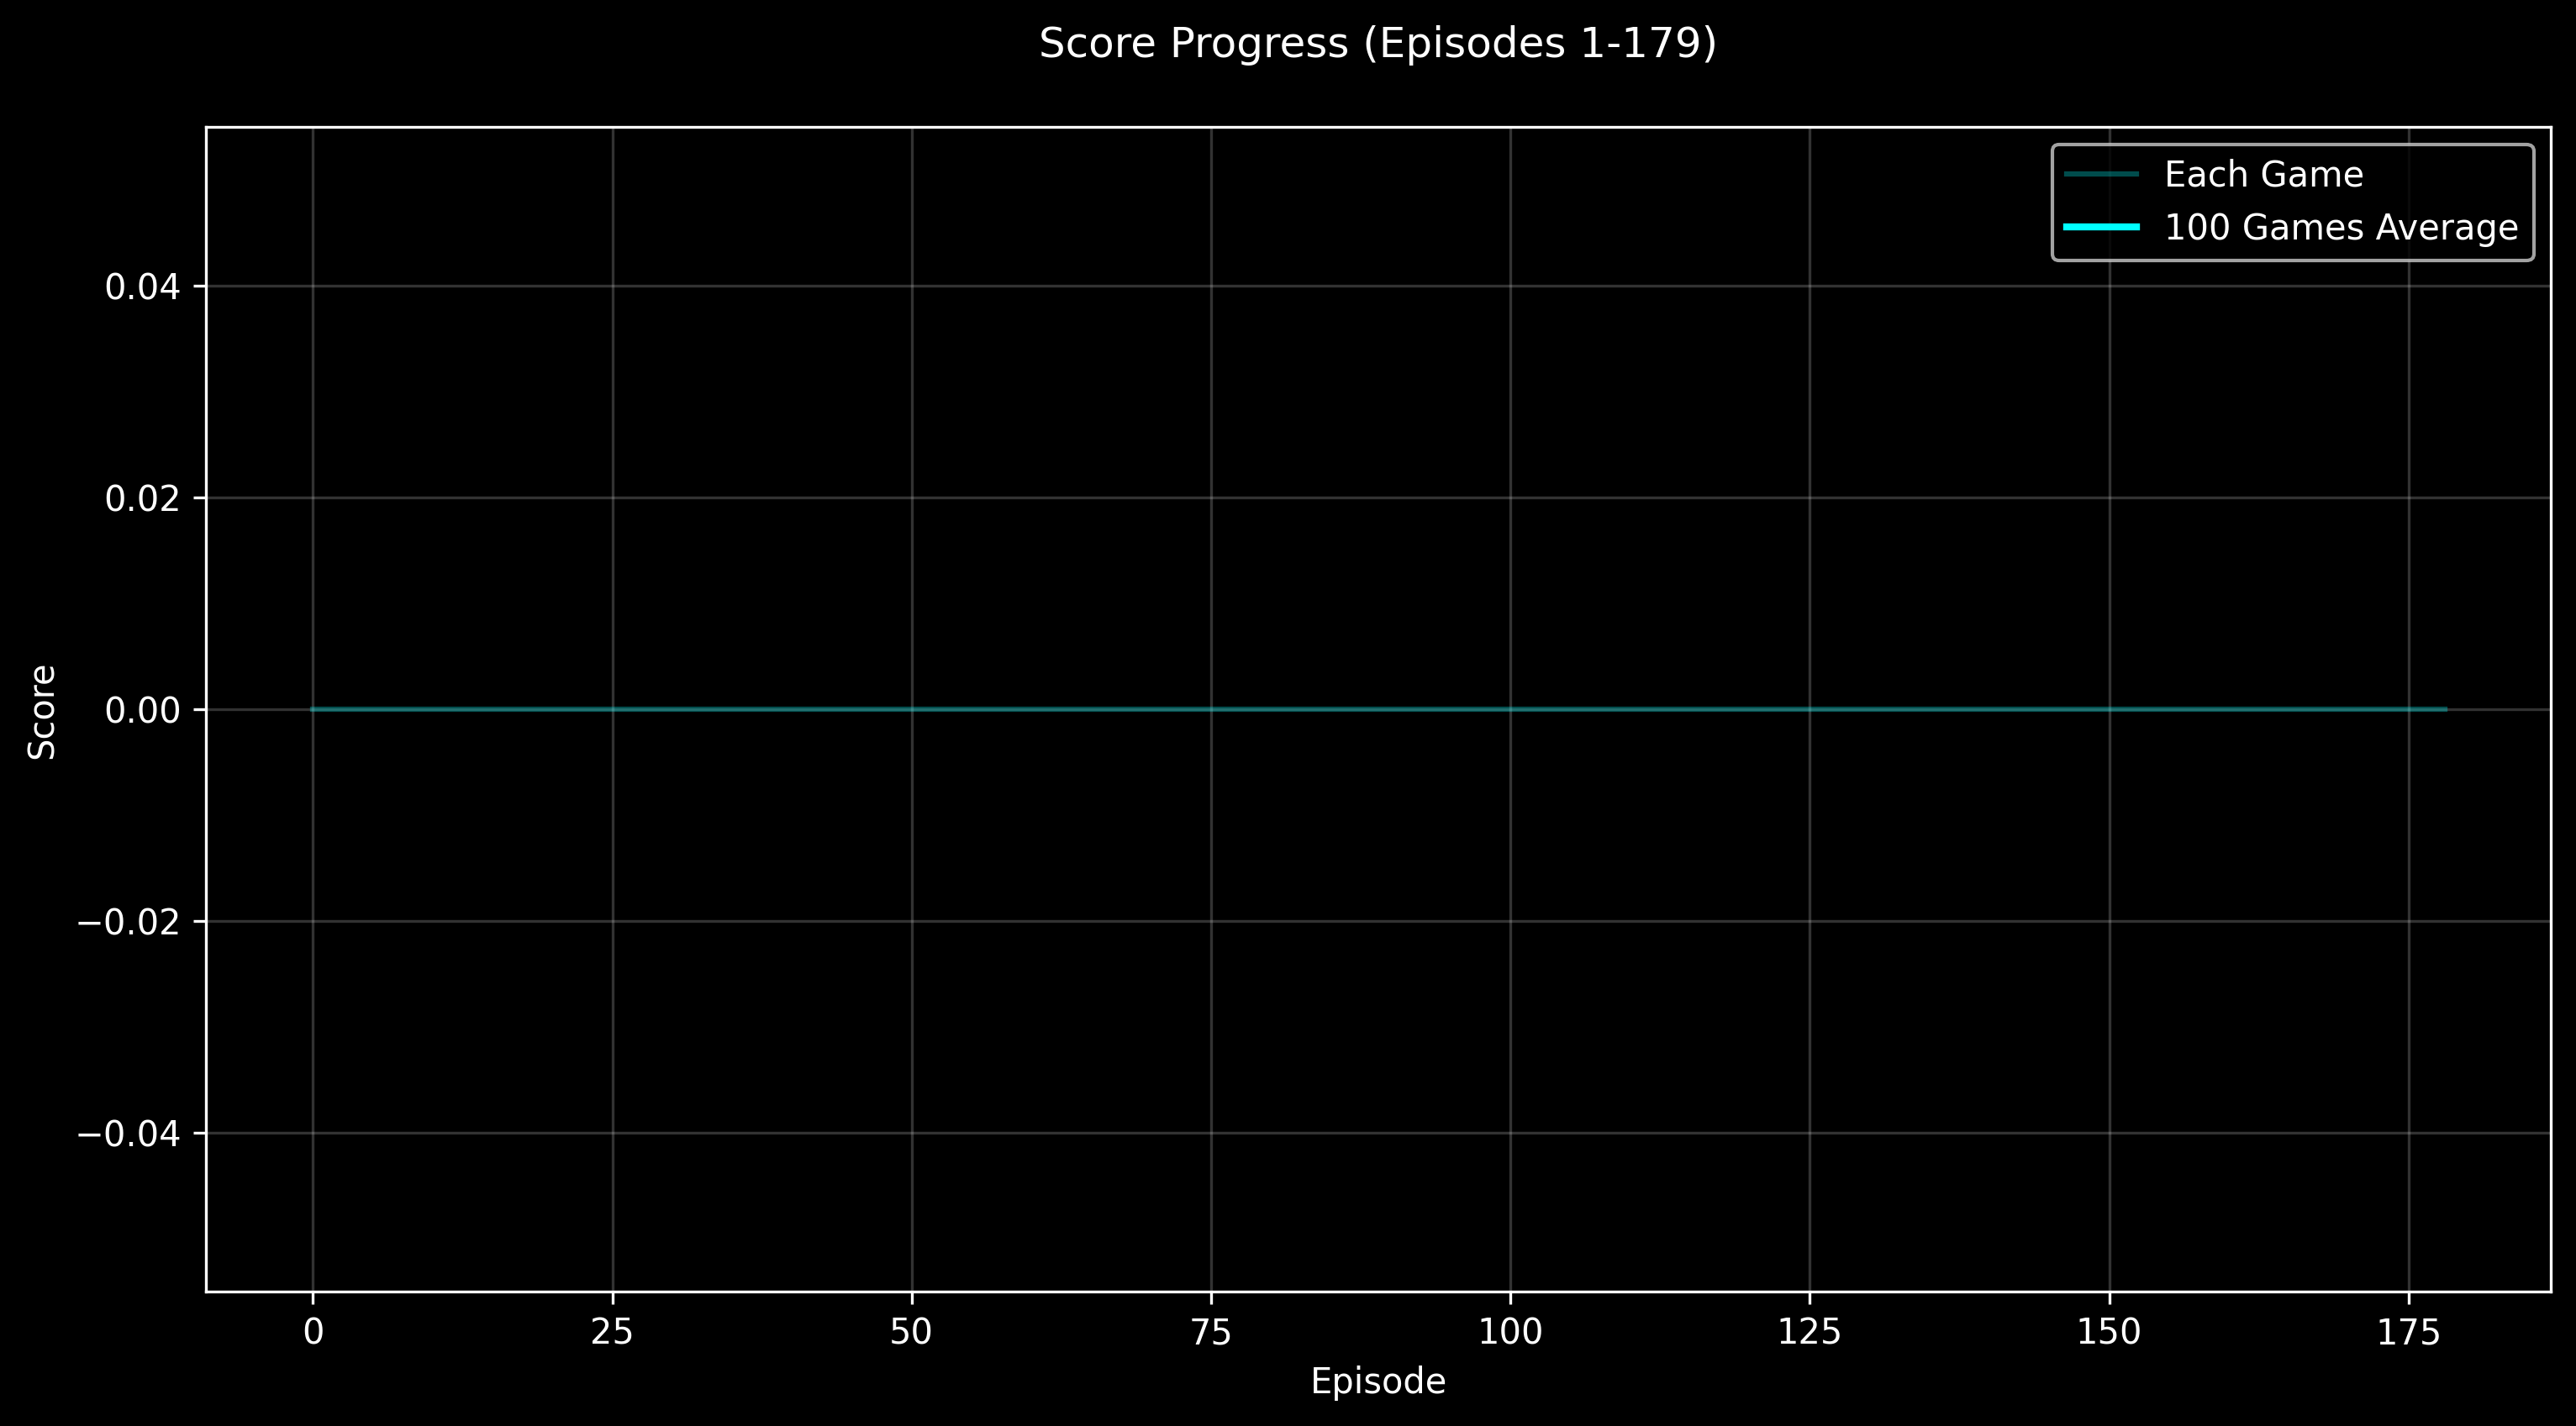 Score Progress (Episodes 1-179)
Each Game
100 Games Average
0.04
0.02
0.00
−0.02
−0.04
Score
0 25 50 75 100 125 150 175
Episode